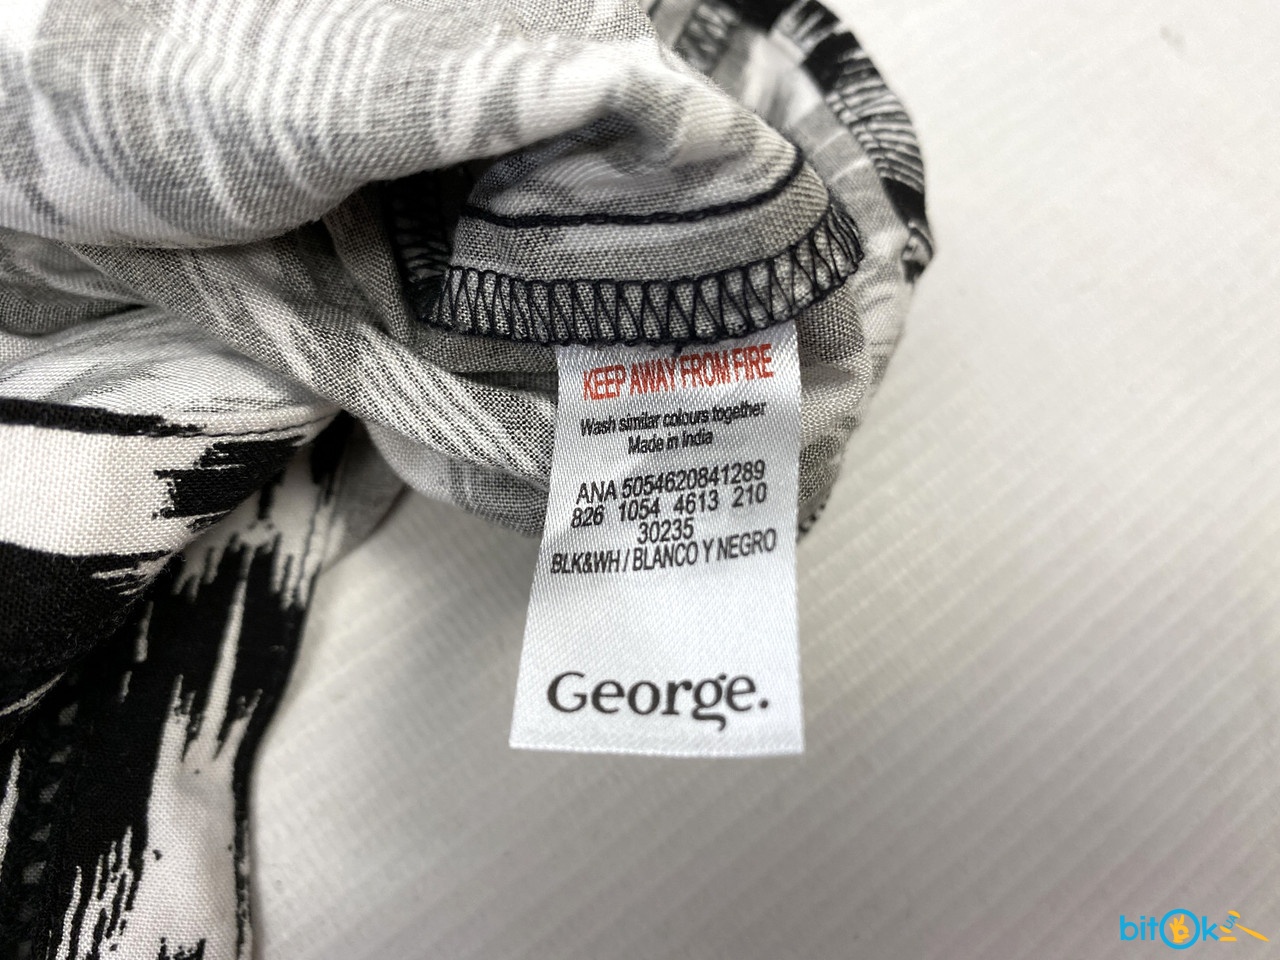 KEEP AWAY FROM FIRE
Wash similar colours together
Made in India
ANA 5054620841289
826 1054 4613 210
30235
BLK&WH / BLANCO Y NEGRO
George.
bitOk